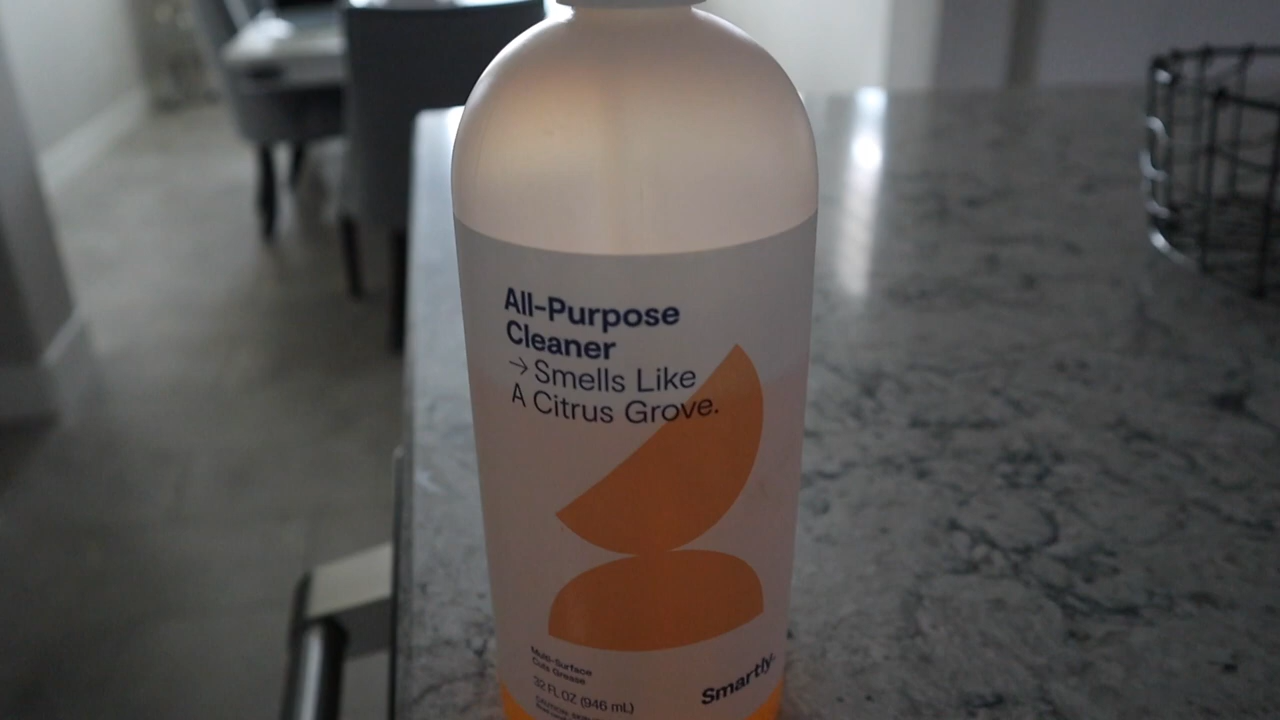 All-Purpose
Cleaner
→ Smells Like
A Citrus Grove.
Multi-Surface
Cuts Grease
32 FL OZ (946 mL)
Smartly.